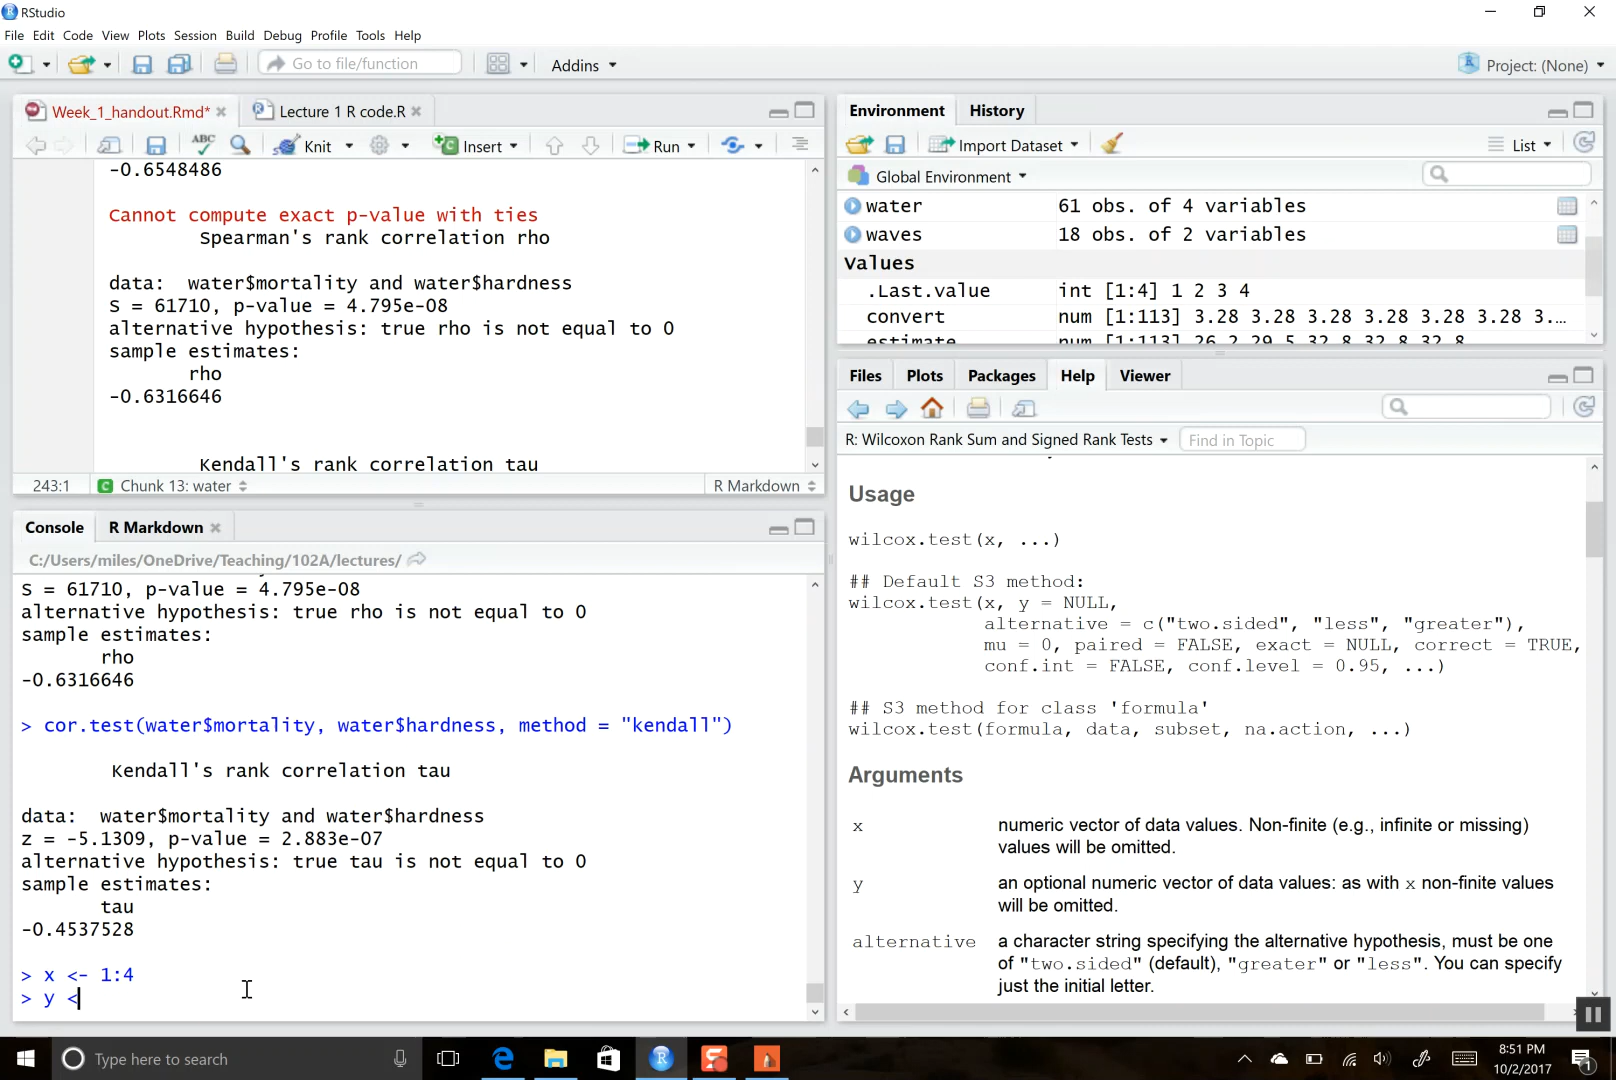 RStudio
File Edit Code View Plots Session Build Debug Profile Tools Help
Go to file/function
Addins
Project: (None)
Week_1_handout.Rmd*
Lecture 1 R code.R
ABC
Knit
Insert
Run
-0.6548486
Cannot compute exact p-value with ties
Spearman's rank correlation rho
data: water$mortality and water$hardness
S = 61710, p-value = 4.795e-08
alternative hypothesis: true rho is not equal to 0
sample estimates:
rho
-0.6316646
Kendall's rank correlation tau
243:1
Chunk 13: water
R Markdown
Console
R Markdown
C:/Users/miles/OneDrive/Teaching/102A/lectures/
S = 61710, p-value = 4.795e-08
alternative hypothesis: true rho is not equal to 0
sample estimates:
rho
-0.6316646
> cor.test(water$mortality, water$hardness, method = "kendall")
Kendall's rank correlation tau
data: water$mortality and water$hardness
z = -5.1309, p-value = 2.883e-07
alternative hypothesis: true tau is not equal to 0
sample estimates:
tau
-0.4537528
> x <- 1:4
> y <
Environment
History
Import Dataset
List
Global Environment
water 61 obs. of 4 variables
waves 18 obs. of 2 variables
Values
.Last.value int [1:4] 1 2 3 4
convert num [1:113] 3.28 3.28 3.28 3.28 3.28 3.28 3.…
estimate num [1:113] 26.2 29.5 32.8 32.8 32.8
Files
Plots
Packages
Help
Viewer
R: Wilcoxon Rank Sum and Signed Rank Tests
Find in Topic
Usage
wilcox.test(x, ...)
## Default S3 method:
wilcox.test(x, y = NULL,
alternative = c("two.sided", "less", "greater"),
mu = 0, paired = FALSE, exact = NULL, correct = TRUE,
conf.int = FALSE, conf.level = 0.95, ...)
## S3 method for class 'formula'
wilcox.test(formula, data, subset, na.action, ...)
Arguments
x numeric vector of data values. Non-finite (e.g., infinite or missing)
values will be omitted.
y an optional numeric vector of data values: as with x non-finite values
will be omitted.
alternative a character string specifying the alternative hypothesis, must be one
of "two.sided" (default), "greater" or "less". You can specify
just the initial letter.
Type here to search
8:51 PM
10/2/2017
1